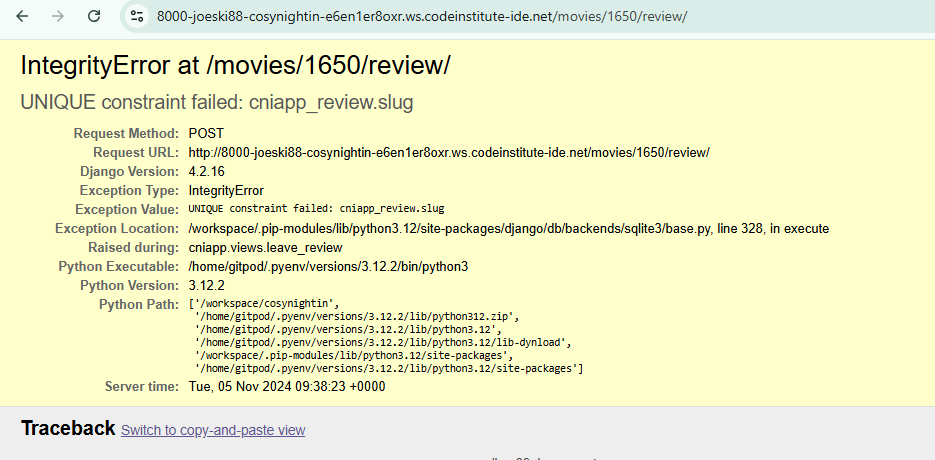 8000-joeski88-cosynightin-e6en1er8oxr.ws.codeinstitute-ide.net/movies/1650/review/
IntegrityError at /movies/1650/review/
UNIQUE constraint failed: cniapp_review.slug
Request Method: POST
Request URL: http://8000-joeski88-cosynightin-e6en1er8oxr.ws.codeinstitute-ide.net/movies/1650/review/
Django Version: 4.2.16
Exception Type: IntegrityError
Exception Value: UNIQUE constraint failed: cniapp_review.slug
Exception Location: /workspace/.pip-modules/lib/python3.12/site-packages/django/db/backends/sqlite3/base.py, line 328, in execute
Raised during: cniapp.views.leave_review
Python Executable: /home/gitpod/.pyenv/versions/3.12.2/bin/python3
Python Version: 3.12.2
Python Path: ['/workspace/cosynightin',
'/home/gitpod/.pyenv/versions/3.12.2/lib/python312.zip',
'/home/gitpod/.pyenv/versions/3.12.2/lib/python3.12',
'/home/gitpod/.pyenv/versions/3.12.2/lib/python3.12/lib-dynload',
'/workspace/.pip-modules/lib/python3.12/site-packages',
'/home/gitpod/.pyenv/versions/3.12.2/lib/python3.12/site-packages']
Server time: Tue, 05 Nov 2024 09:38:23 +0000
Traceback Switch to copy-and-paste view